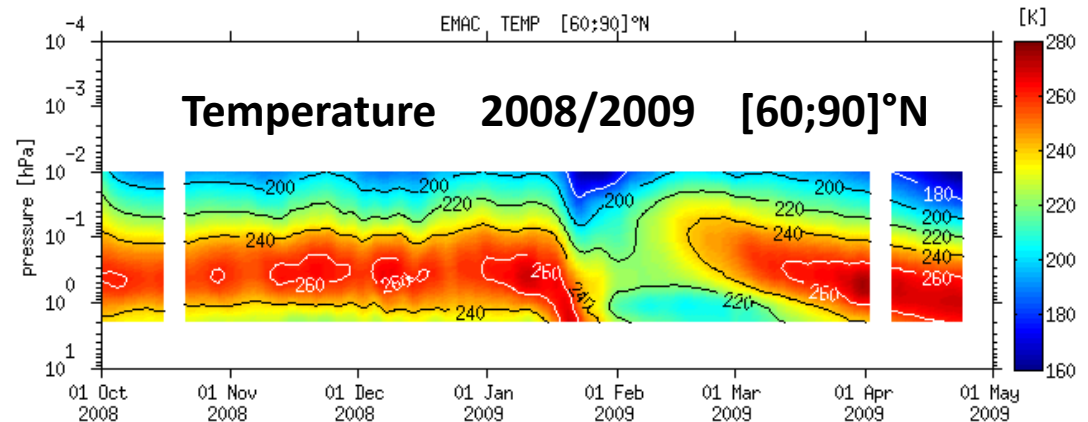 EMAC TEMP [60;90]°N
[K]
Temperature 2008/2009 [60;90]°N
pressure [hPa]
10 -4
10 -3
10 -2
10 -1
10 0
10 1
200
200
200
200
180
220
220
220
200
220
240
240
240
240
260
260
260
260
260
240
240
220
01 Oct 2008
01 Nov 2008
01 Dec 2008
01 Jan 2009
01 Feb 2009
01 Mar 2009
01 Apr 2009
01 May 2009
280
260
240
220
200
180
160